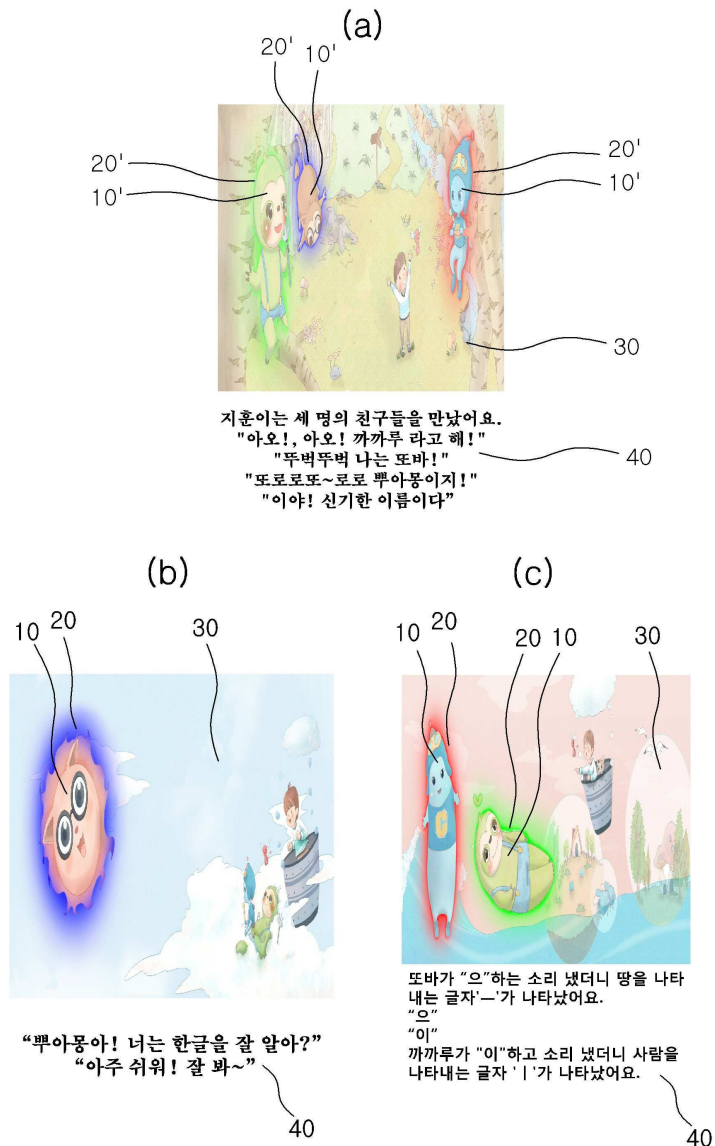 (a)
20' 10'
20' 20'
10' 10'
30
지훈이는 세 명의 친구들을 만났어요.
"아오!, 아오! 까까루 라고 해!"
"뚜벅뚜벅 나는 또바!"
"또로로또~로로 뿌아몽이지!"
"이야! 신기한 이름이다”
40
(b)
10 20 30
“뿌아몽아! 너는 한글을 잘 알아?”
“아주 쉬워! 잘 봐~”
40
(c)
10 20 20 10 30
C
또바가 “으”하는 소리 냈더니 땅을 나타
내는 글자'ㅡ'가 나타났어요.
“으”
“이”
까까루가 "이"하고 소리 냈더니 사람을
나타내는 글자 'ㅣ'가 나타났어요.
40